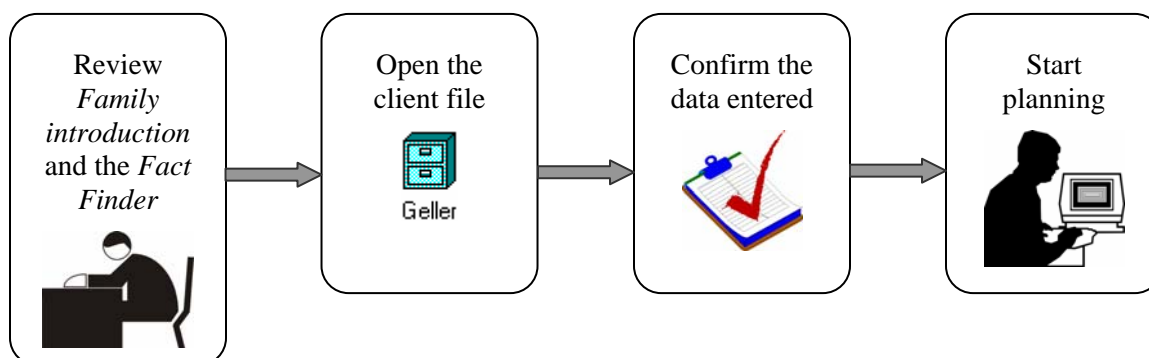 Review
Family
introduction
and the Fact
Finder
Open the
client file
Geller
Confirm the
data entered
Start
planning